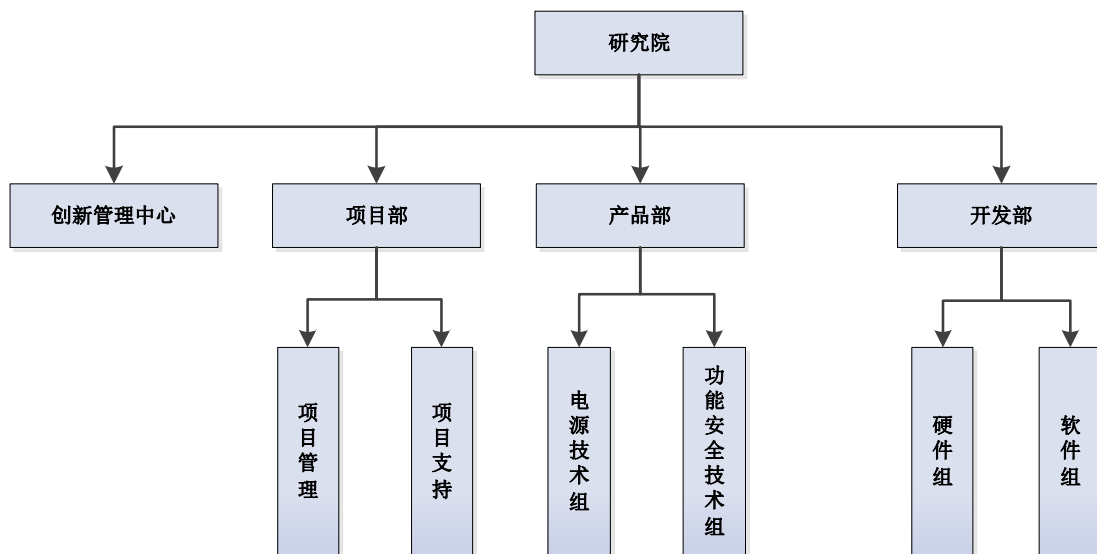 研究院
创新管理中心
项目部
产品部
开发部
项目管理
项目支持
电源技术组
功能安全技术组
硬件组
软件组